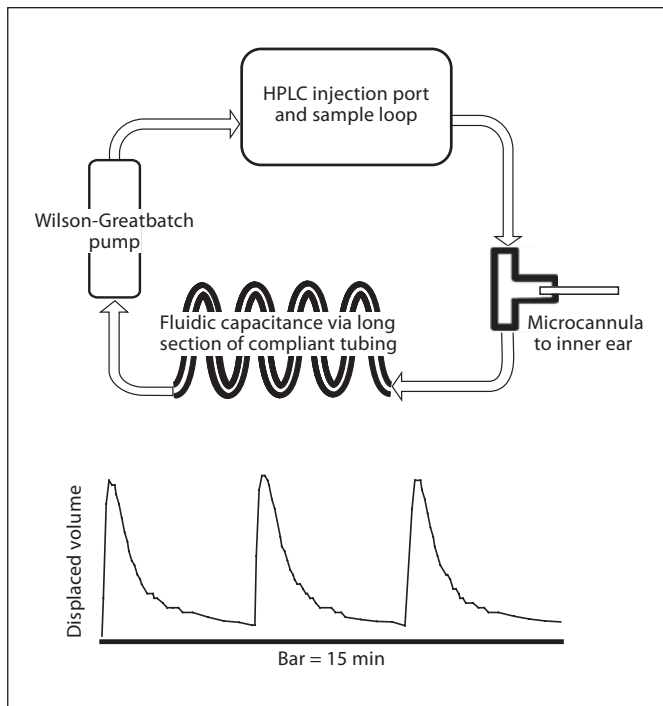 HPLC injection port
and sample loop
Wilson-Greatbatch
pump
Fluidic capacitance via long
section of compliant tubing
Microcannula
to inner ear
Displaced volume
Bar = 15 min